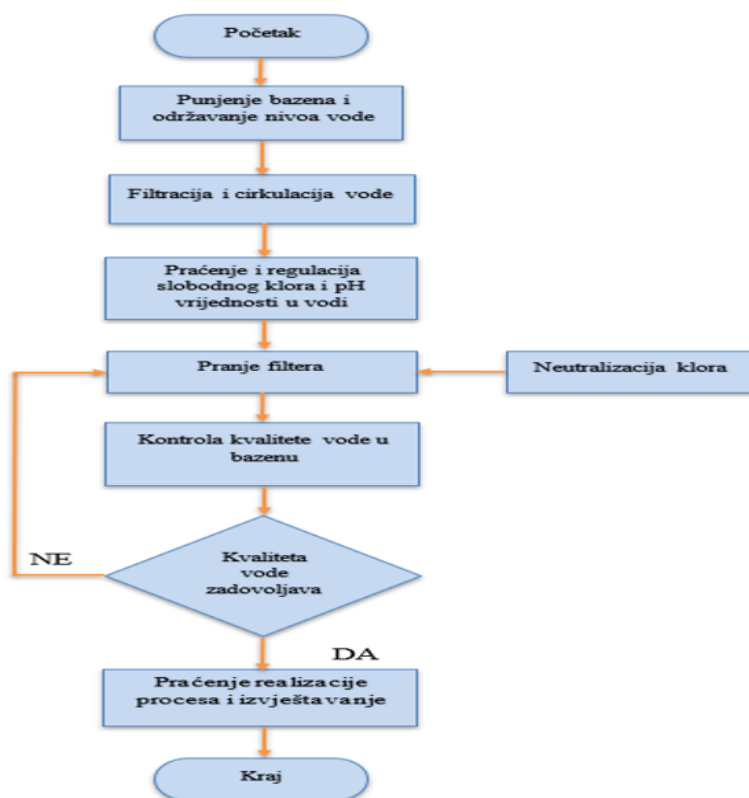 Početak
Punjenje bazena i
održavanje nivoa vode
Filtracija i cirkulacija vode
Praćenje i regulacija
slobodnog klora i pH
vrijednosti u vodi
Pranje filtera
Neutralizacija klora
Kontrola kvalitete vode u
bazenu
Kvaliteta
vode
zadovoljava
NE
DA
Praćenje realizacije
procesa i izvještavanje
Kraj